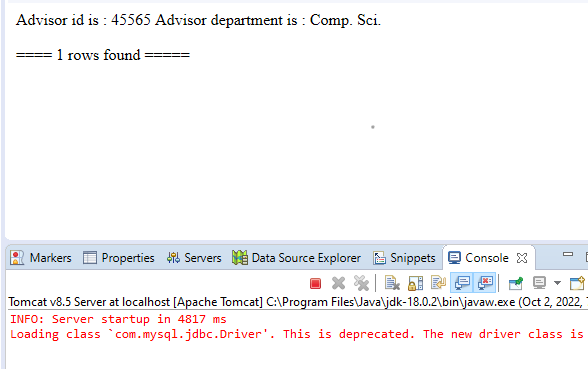 Advisor id is : 45565 Advisor department is : Comp. Sci.
==== 1 rows found =====
Markers Properties Servers Data Source Explorer Snippets Console
Tomcat v8.5 Server at localhost [Apache Tomcat] C:\Program Files\Java\jdk-18.0.2\bin\javaw.exe (Oct 2, 2022,
INFO: Server startup in 4817 ms
Loading class `com.mysql.jdbc.Driver'. This is deprecated. The new driver class is